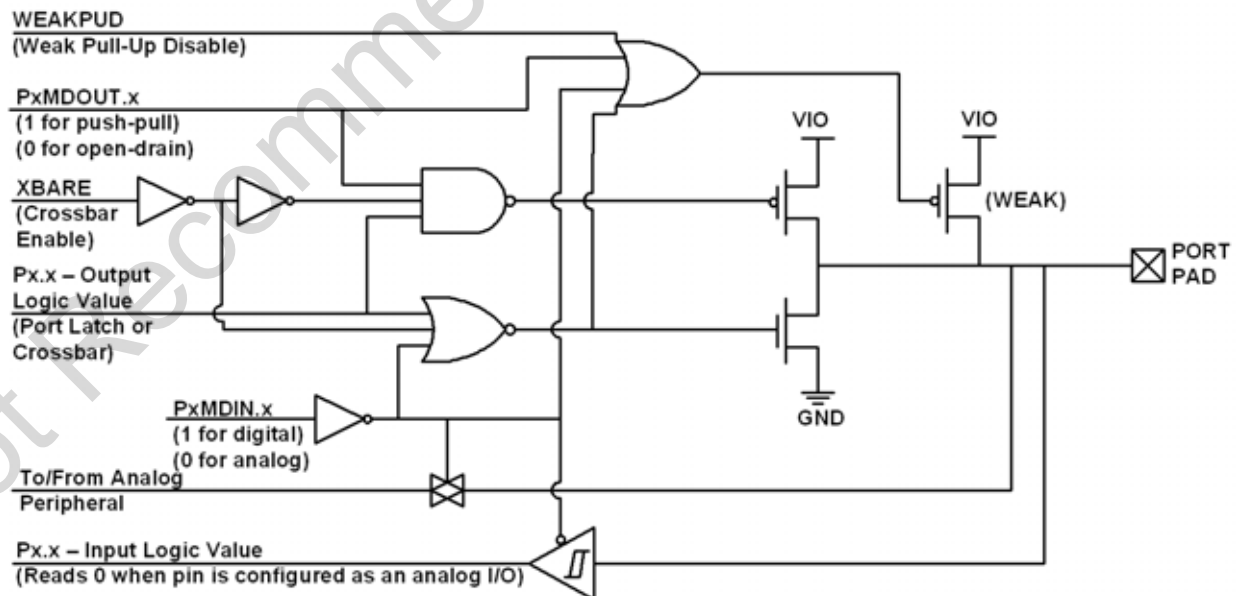 WEAKPUD
(Weak Pull-Up Disable)
PxMDOUT.x
(1 for push-pull)
(0 for open-drain)
XBARE
(Crossbar
Enable)
Px.x – Output
Logic Value
(Port Latch or
Crossbar)
PxMDIN.x
(1 for digital)
(0 for analog)
To/From Analog
Peripheral
Px.x – Input Logic Value
(Reads 0 when pin is configured as an analog I/O)
VIO
VIO
(WEAK)
PORT
PAD
GND
ot Recomme